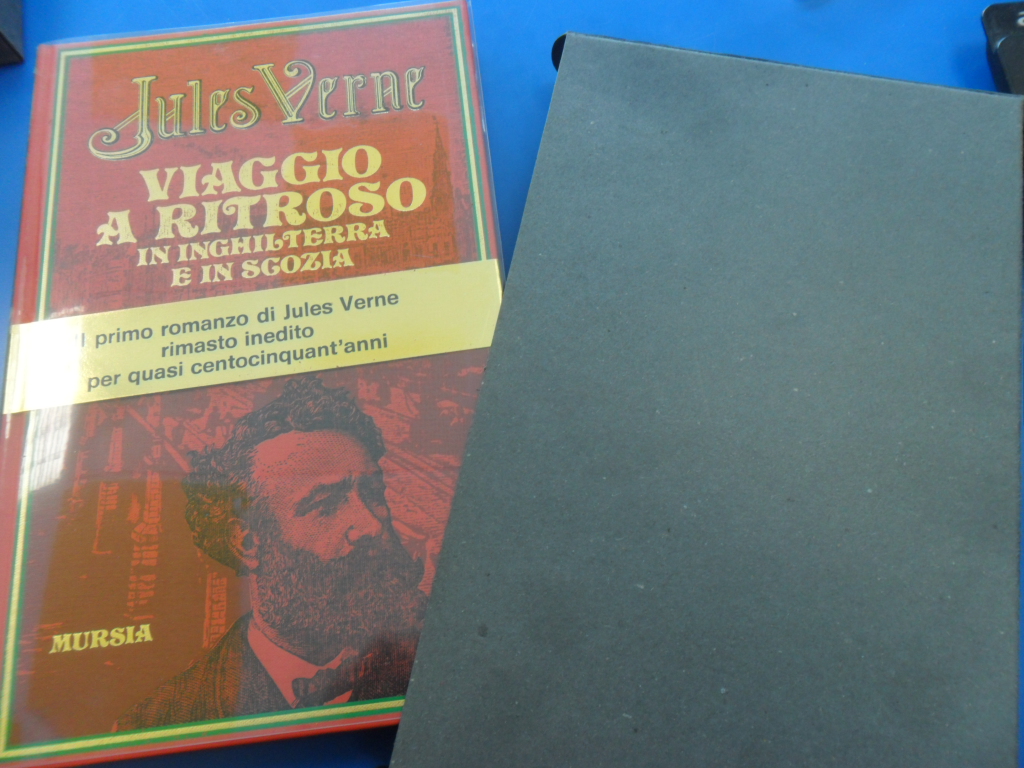 Jules Verne
VIAGGIO
A RITROSO
IN INGHILTERRA
E IN SCOZIA
Il primo romanzo di Jules Verne
rimasto inedito
per quasi centocinquant'anni
MURSIA